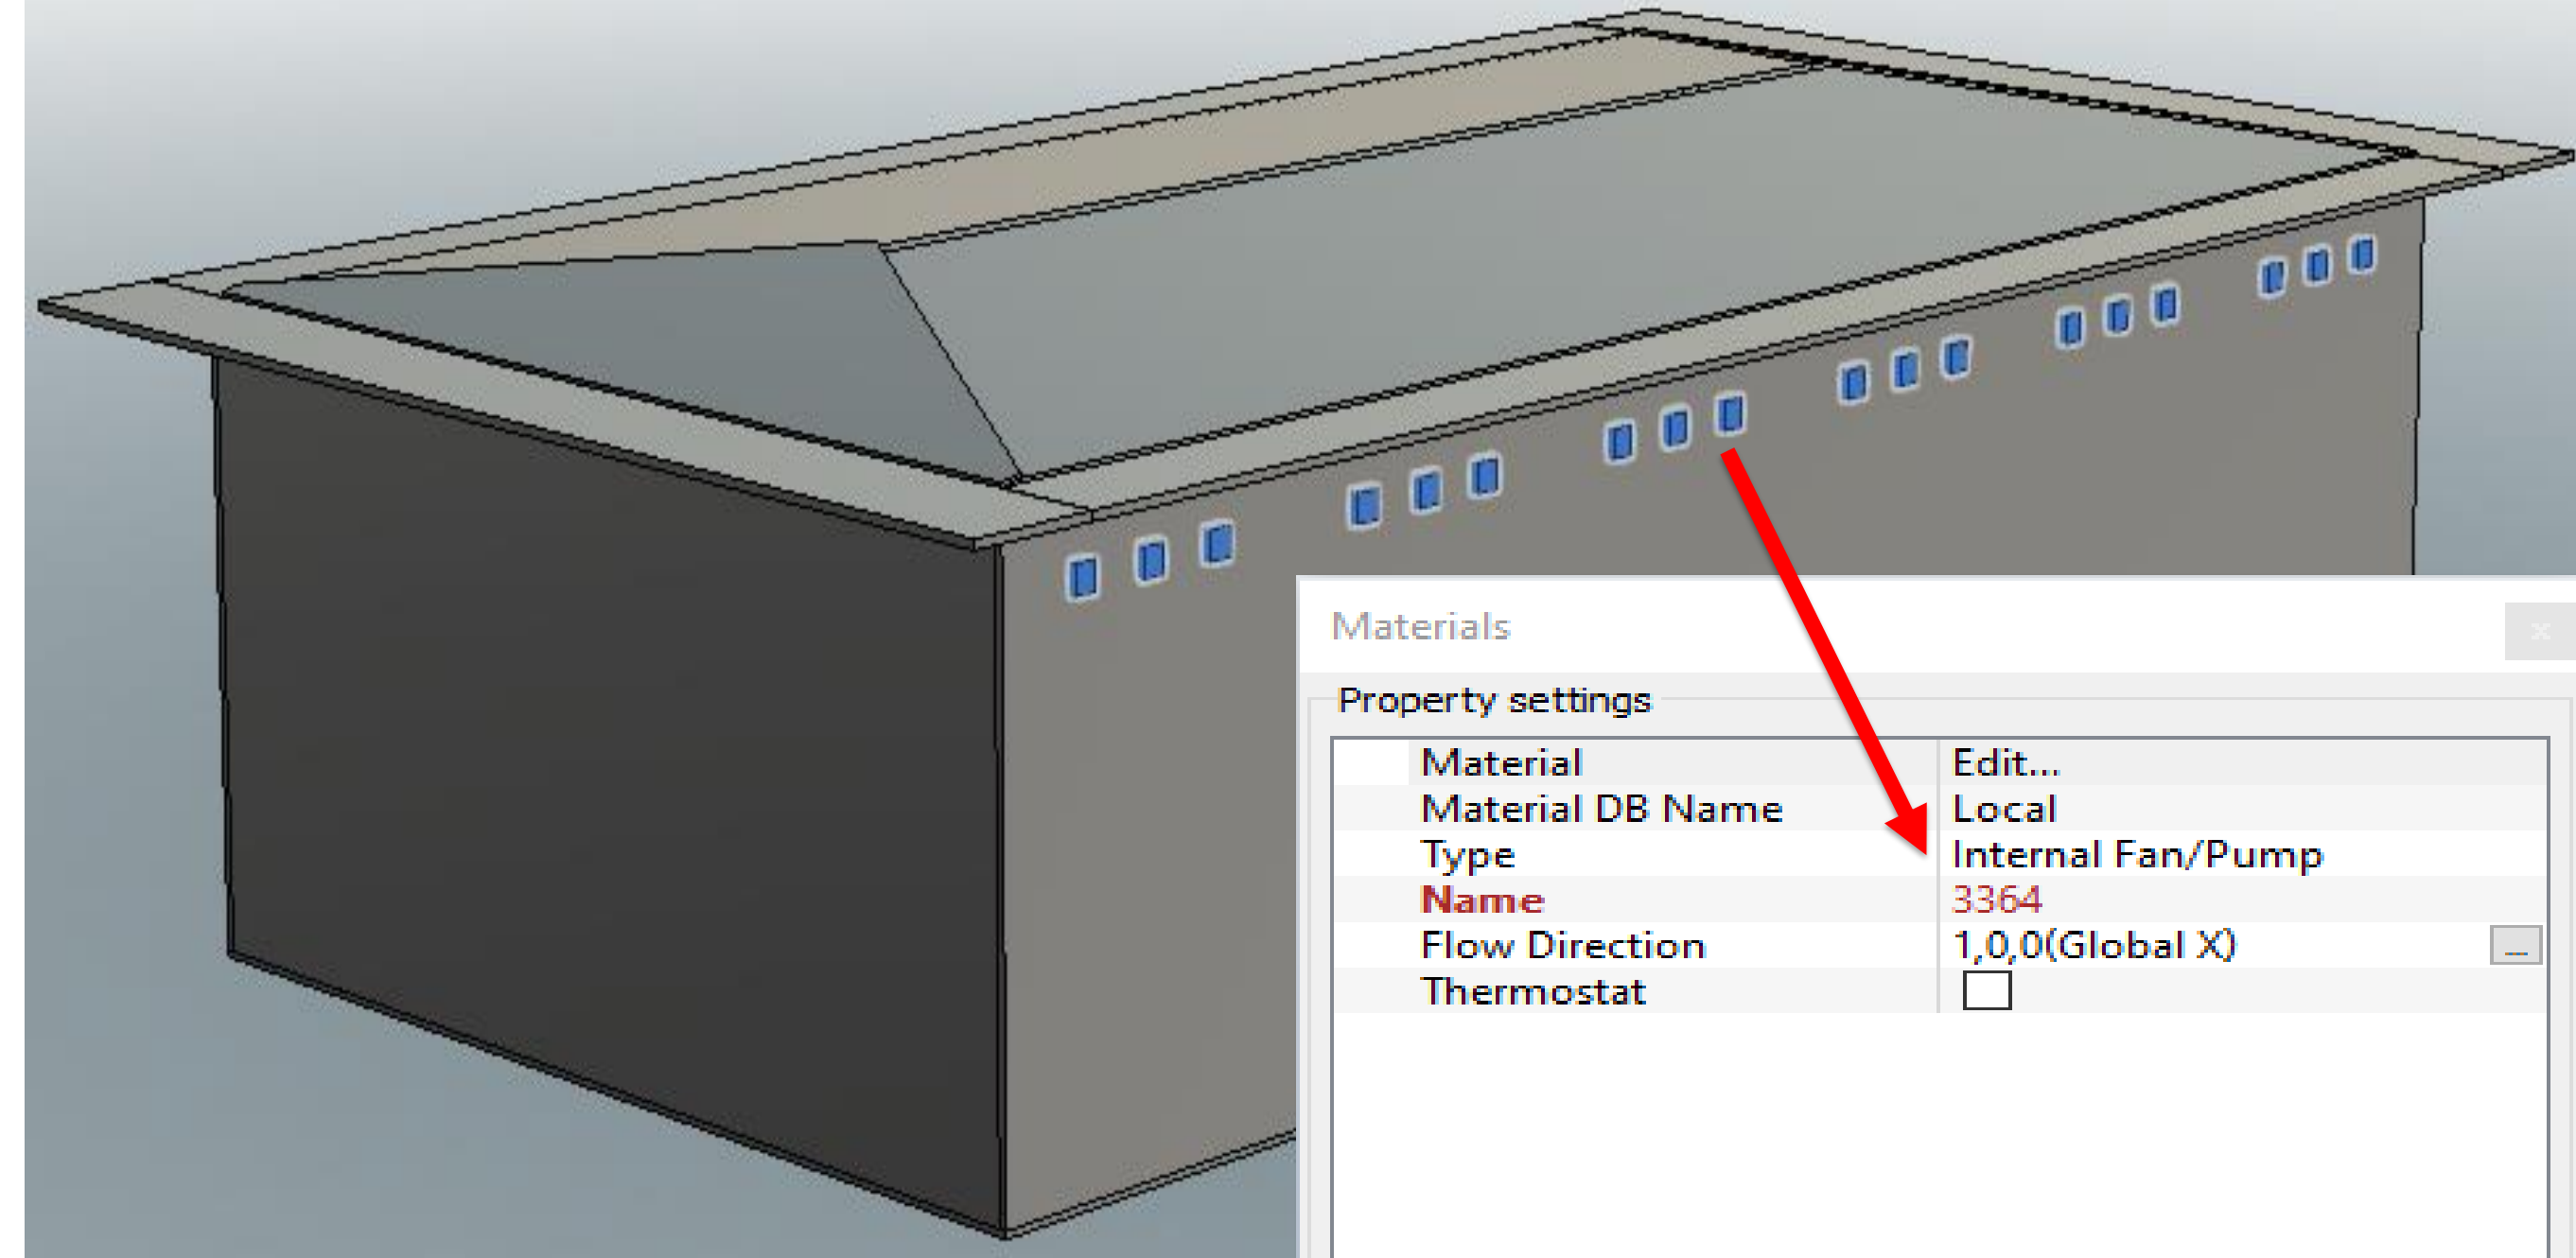 Materials
x
Property settings
Material Edit...
Material DB Name Local
Type Internal Fan/Pump
Name 3364
Flow Direction 1,0,0(Global X) ...
Thermostat